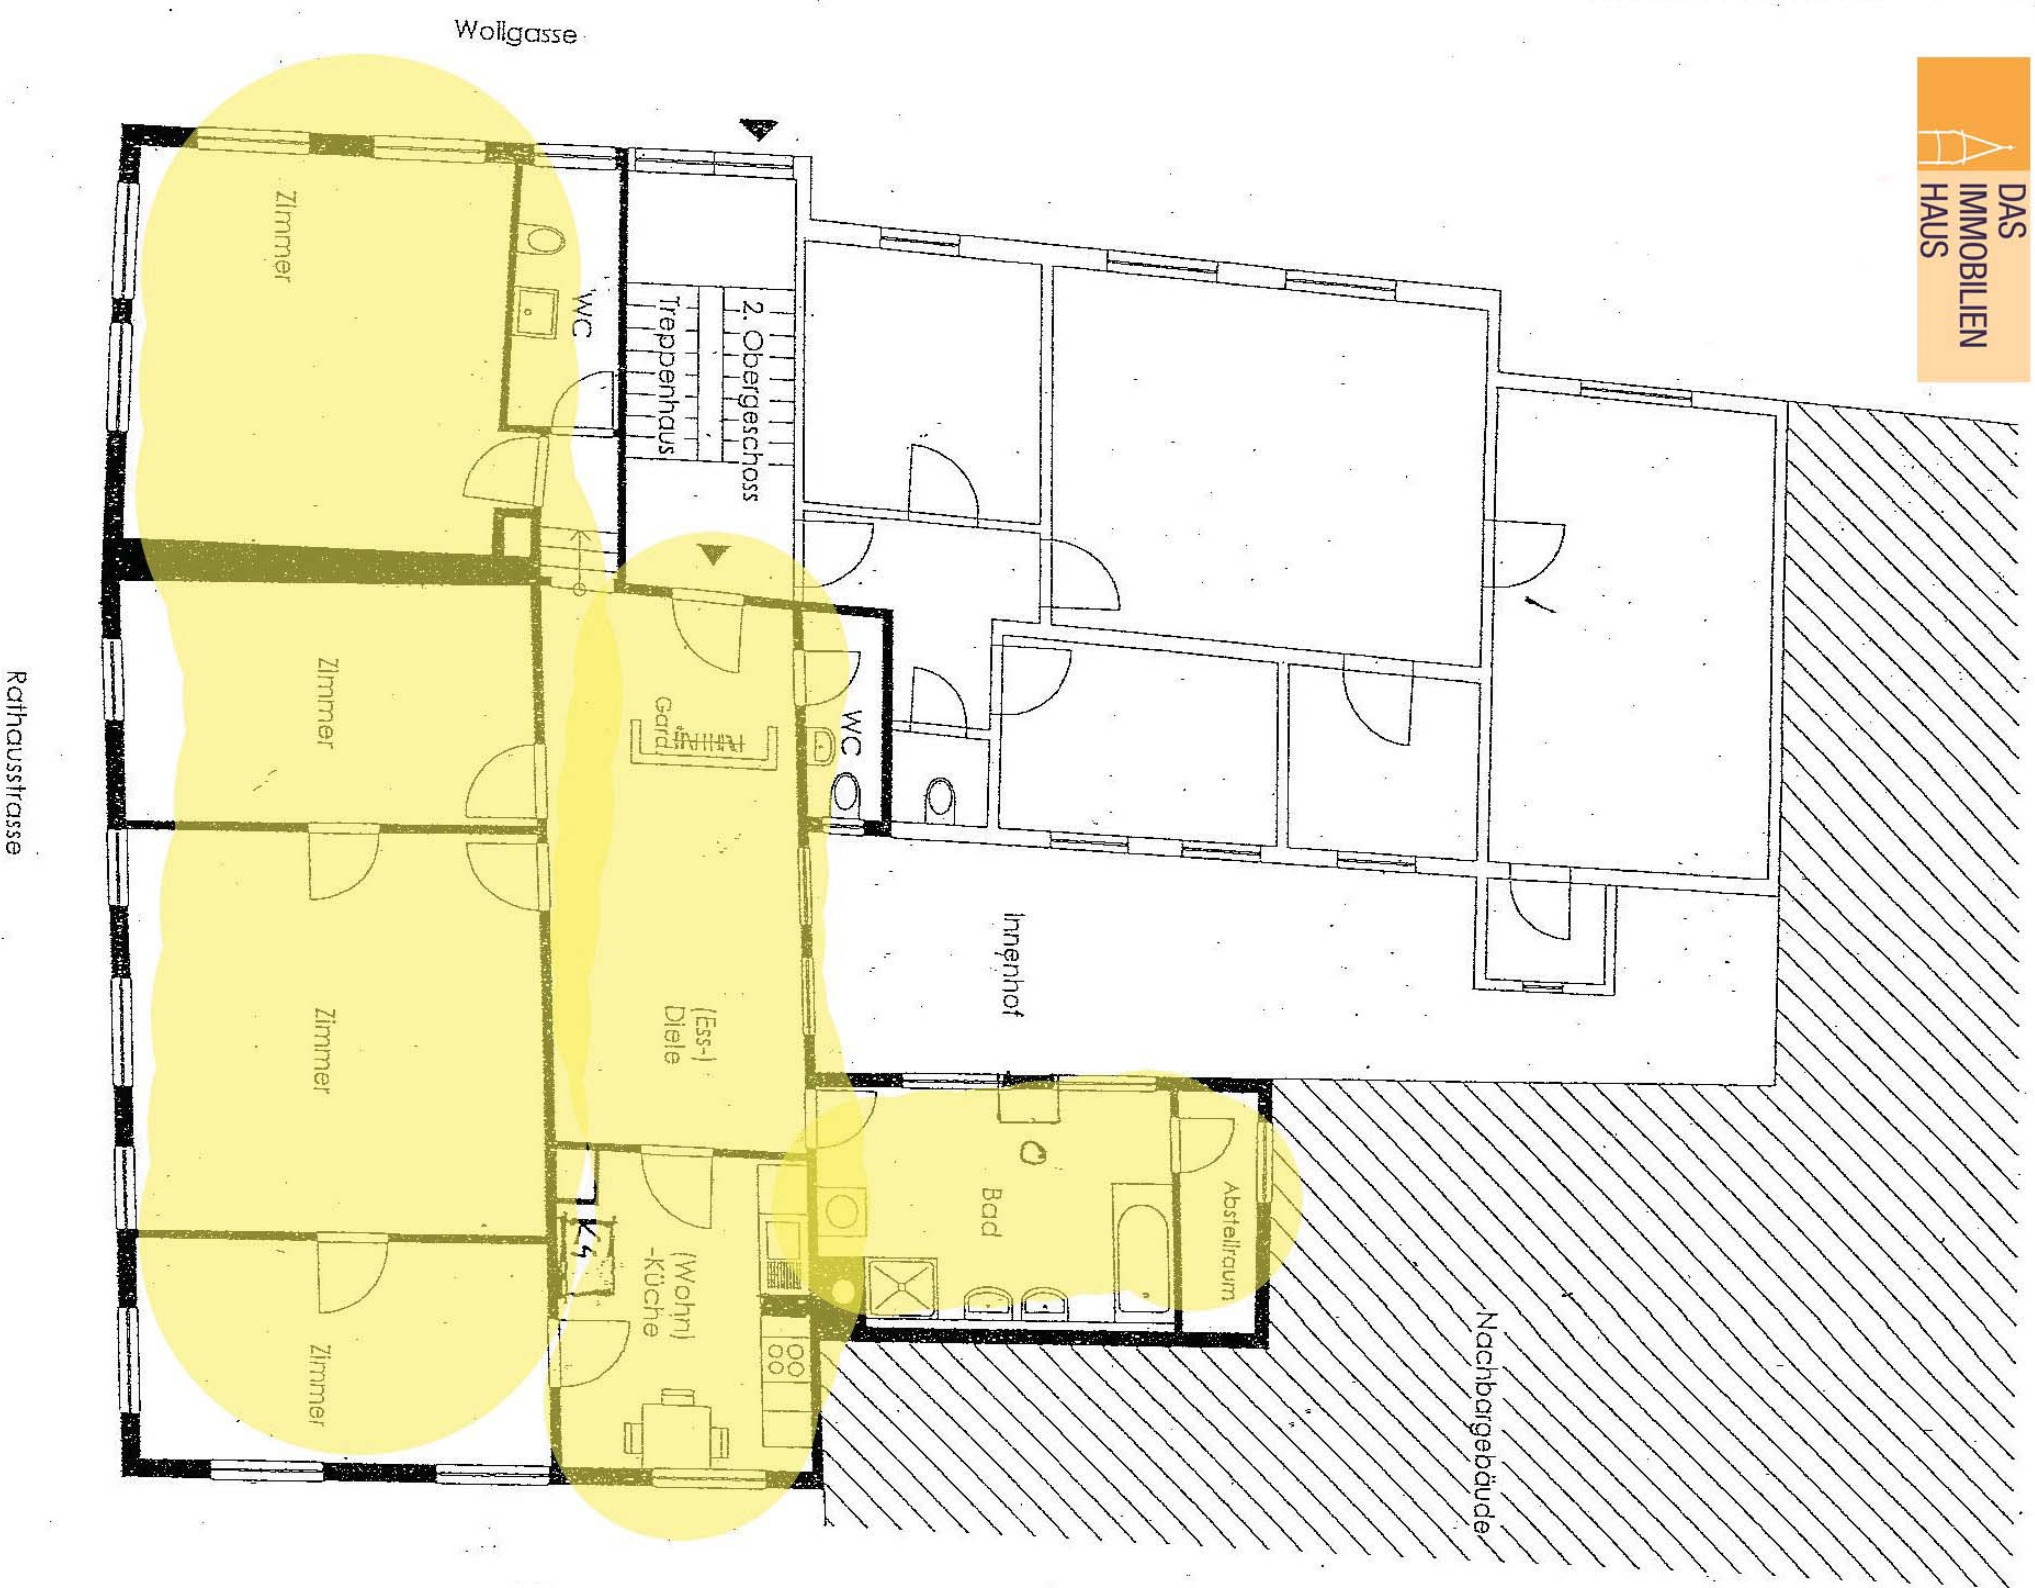 Wollgasse
DAS
IMMOBILIEN
HAUS
Zimmer
WC
2. Obergeschoss
Treppenhaus
Zimmer
Gard.
WC
Rathausstrasse
Zimmer
(Ess-)
Diele
Innenhof
Bad
Abstellraum
KS
(Wohn)
-Küche
Zimmer
Nachbargebäude